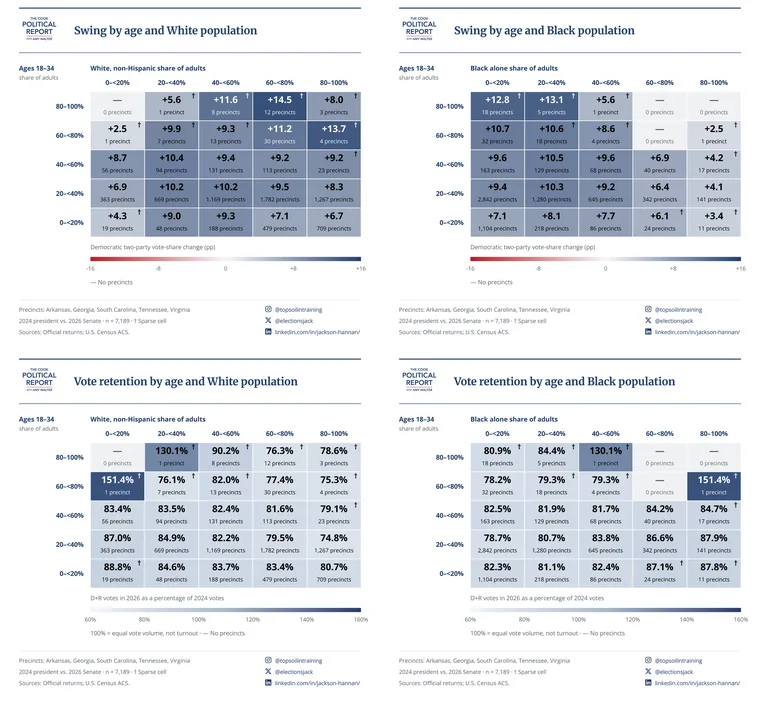 THE COOK
POLITICAL
REPORT
WITH AMY WALTER
Swing by age and White population
Ages 18–34
share of adults
White, non-Hispanic share of adults
0–<20% 20–<40% 40–<60% 60–<80% 80–100%
80–100% — +5.6 † +11.6 † +14.5 † +8.0 †
0 precincts 1 precinct 8 precincts 12 precincts 3 precincts
60–<80% +2.5 † +9.9 † +9.3 † +11.2 +13.7 †
1 precinct 7 precincts 13 precincts 30 precincts 4 precincts
40–<60% +8.7 +10.4 +9.4 +9.2 +9.2 †
56 precincts 94 precincts 131 precincts 113 precincts 23 precincts
20–<40% +6.9 +10.2 +10.2 +9.5 +8.3
363 precincts 669 precincts 1,169 precincts 1,782 precincts 1,267 precincts
0–<20% +4.3 † +9.0 +9.3 +7.1 +6.7
19 precincts 48 precincts 188 precincts 479 precincts 709 precincts
Democratic two-party vote-share change (pp)
-16 -8 0 +8 +16
— No precincts
Precincts: Arkansas, Georgia, South Carolina, Tennessee, Virginia
2024 president vs. 2026 Senate · n = 7,189 · † Sparse cell
Sources: Official returns; U.S. Census ACS.
@topsoiltraining
@electionsjack
linkedin.com/in/jackson-hannan/
THE COOK
POLITICAL
REPORT
WITH AMY WALTER
Swing by age and Black population
Ages 18–34
share of adults
Black alone share of adults
0–<20% 20–<40% 40–<60% 60–<80% 80–100%
80–100% +12.8 † +13.1 † +5.6 † — —
18 precincts 5 precincts 1 precinct 0 precincts 0 precincts
60–<80% +10.7 +10.6 † +8.6 † — +2.5 †
32 precincts 18 precincts 4 precincts 0 precincts 1 precinct
40–<60% +9.6 +10.5 +9.6 +6.9 +4.2 †
163 precincts 129 precincts 68 precincts 40 precincts 17 precincts
20–<40% +9.4 +10.3 +9.2 +6.4 +4.1
2,842 precincts 1,280 precincts 645 precincts 342 precincts 141 precincts
0–<20% +7.1 +8.1 +7.7 +6.1 † +3.4 †
1,104 precincts 218 precincts 86 precincts 24 precincts 11 precincts
Democratic two-party vote-share change (pp)
-16 -8 0 +8 +16
— No precincts
Precincts: Arkansas, Georgia, South Carolina, Tennessee, Virginia
2024 president vs. 2026 Senate · n = 7,189 · † Sparse cell
Sources: Official returns; U.S. Census ACS.
@topsoiltraining
@electionsjack
linkedin.com/in/jackson-hannan/
THE COOK
POLITICAL
REPORT
WITH AMY WALTER
Vote retention by age and White population
Ages 18–34
share of adults
White, non-Hispanic share of adults
0–<20% 20–<40% 40–<60% 60–<80% 80–100%
80–100% — 130.1% † 90.2% † 76.3% † 78.6% †
0 precincts 1 precinct 8 precincts 12 precincts 3 precincts
60–<80% 151.4% † 76.1% † 82.0% † 77.4% 75.3% †
1 precinct 7 precincts 13 precincts 30 precincts 4 precincts
40–<60% 83.4% 83.5% 82.4% 81.6% 79.1% †
56 precincts 94 precincts 131 precincts 113 precincts 23 precincts
20–<40% 87.0% 84.9% 82.2% 79.5% 74.8%
363 precincts 669 precincts 1,169 precincts 1,782 precincts 1,267 precincts
0–<20% 88.8% † 84.6% 83.7% 83.4% 80.7%
19 precincts 48 precincts 188 precincts 479 precincts 709 precincts
D+R votes in 2026 as a percentage of 2024 votes
60% 80% 100% 120% 140% 160%
100% = equal vote volume, not turnout · — No precincts
Precincts: Arkansas, Georgia, South Carolina, Tennessee, Virginia
2024 president vs. 2026 Senate · n = 7,189 · † Sparse cell
Sources: Official returns; U.S. Census ACS.
@topsoiltraining
@electionsjack
linkedin.com/in/jackson-hannan/
THE COOK
POLITICAL
REPORT
WITH AMY WALTER
Vote retention by age and Black population
Ages 18–34
share of adults
Black alone share of adults
0–<20% 20–<40% 40–<60% 60–<80% 80–100%
80–100% 80.9% † 84.4% † 130.1% † — —
18 precincts 5 precincts 1 precinct 0 precincts 0 precincts
60–<80% 78.2% 79.3% † 79.3% † — 151.4% †
32 precincts 18 precincts 4 precincts 0 precincts 1 precinct
40–<60% 82.5% 81.9% 81.7% 84.2% 84.7% †
163 precincts 129 precincts 68 precincts 40 precincts 17 precincts
20–<40% 78.7% 80.7% 83.8% 86.6% 87.9%
2,842 precincts 1,280 precincts 645 precincts 342 precincts 141 precincts
0–<20% 82.3% 81.1% 82.4% 87.1% † 87.8% †
1,104 precincts 218 precincts 86 precincts 24 precincts 11 precincts
D+R votes in 2026 as a percentage of 2024 votes
60% 80% 100% 120% 140% 160%
100% = equal vote volume, not turnout · — No precincts
Precincts: Arkansas, Georgia, South Carolina, Tennessee, Virginia
2024 president vs. 2026 Senate · n = 7,189 · † Sparse cell
Sources: Official returns; U.S. Census ACS.
@topsoiltraining
@electionsjack
linkedin.com/in/jackson-hannan/